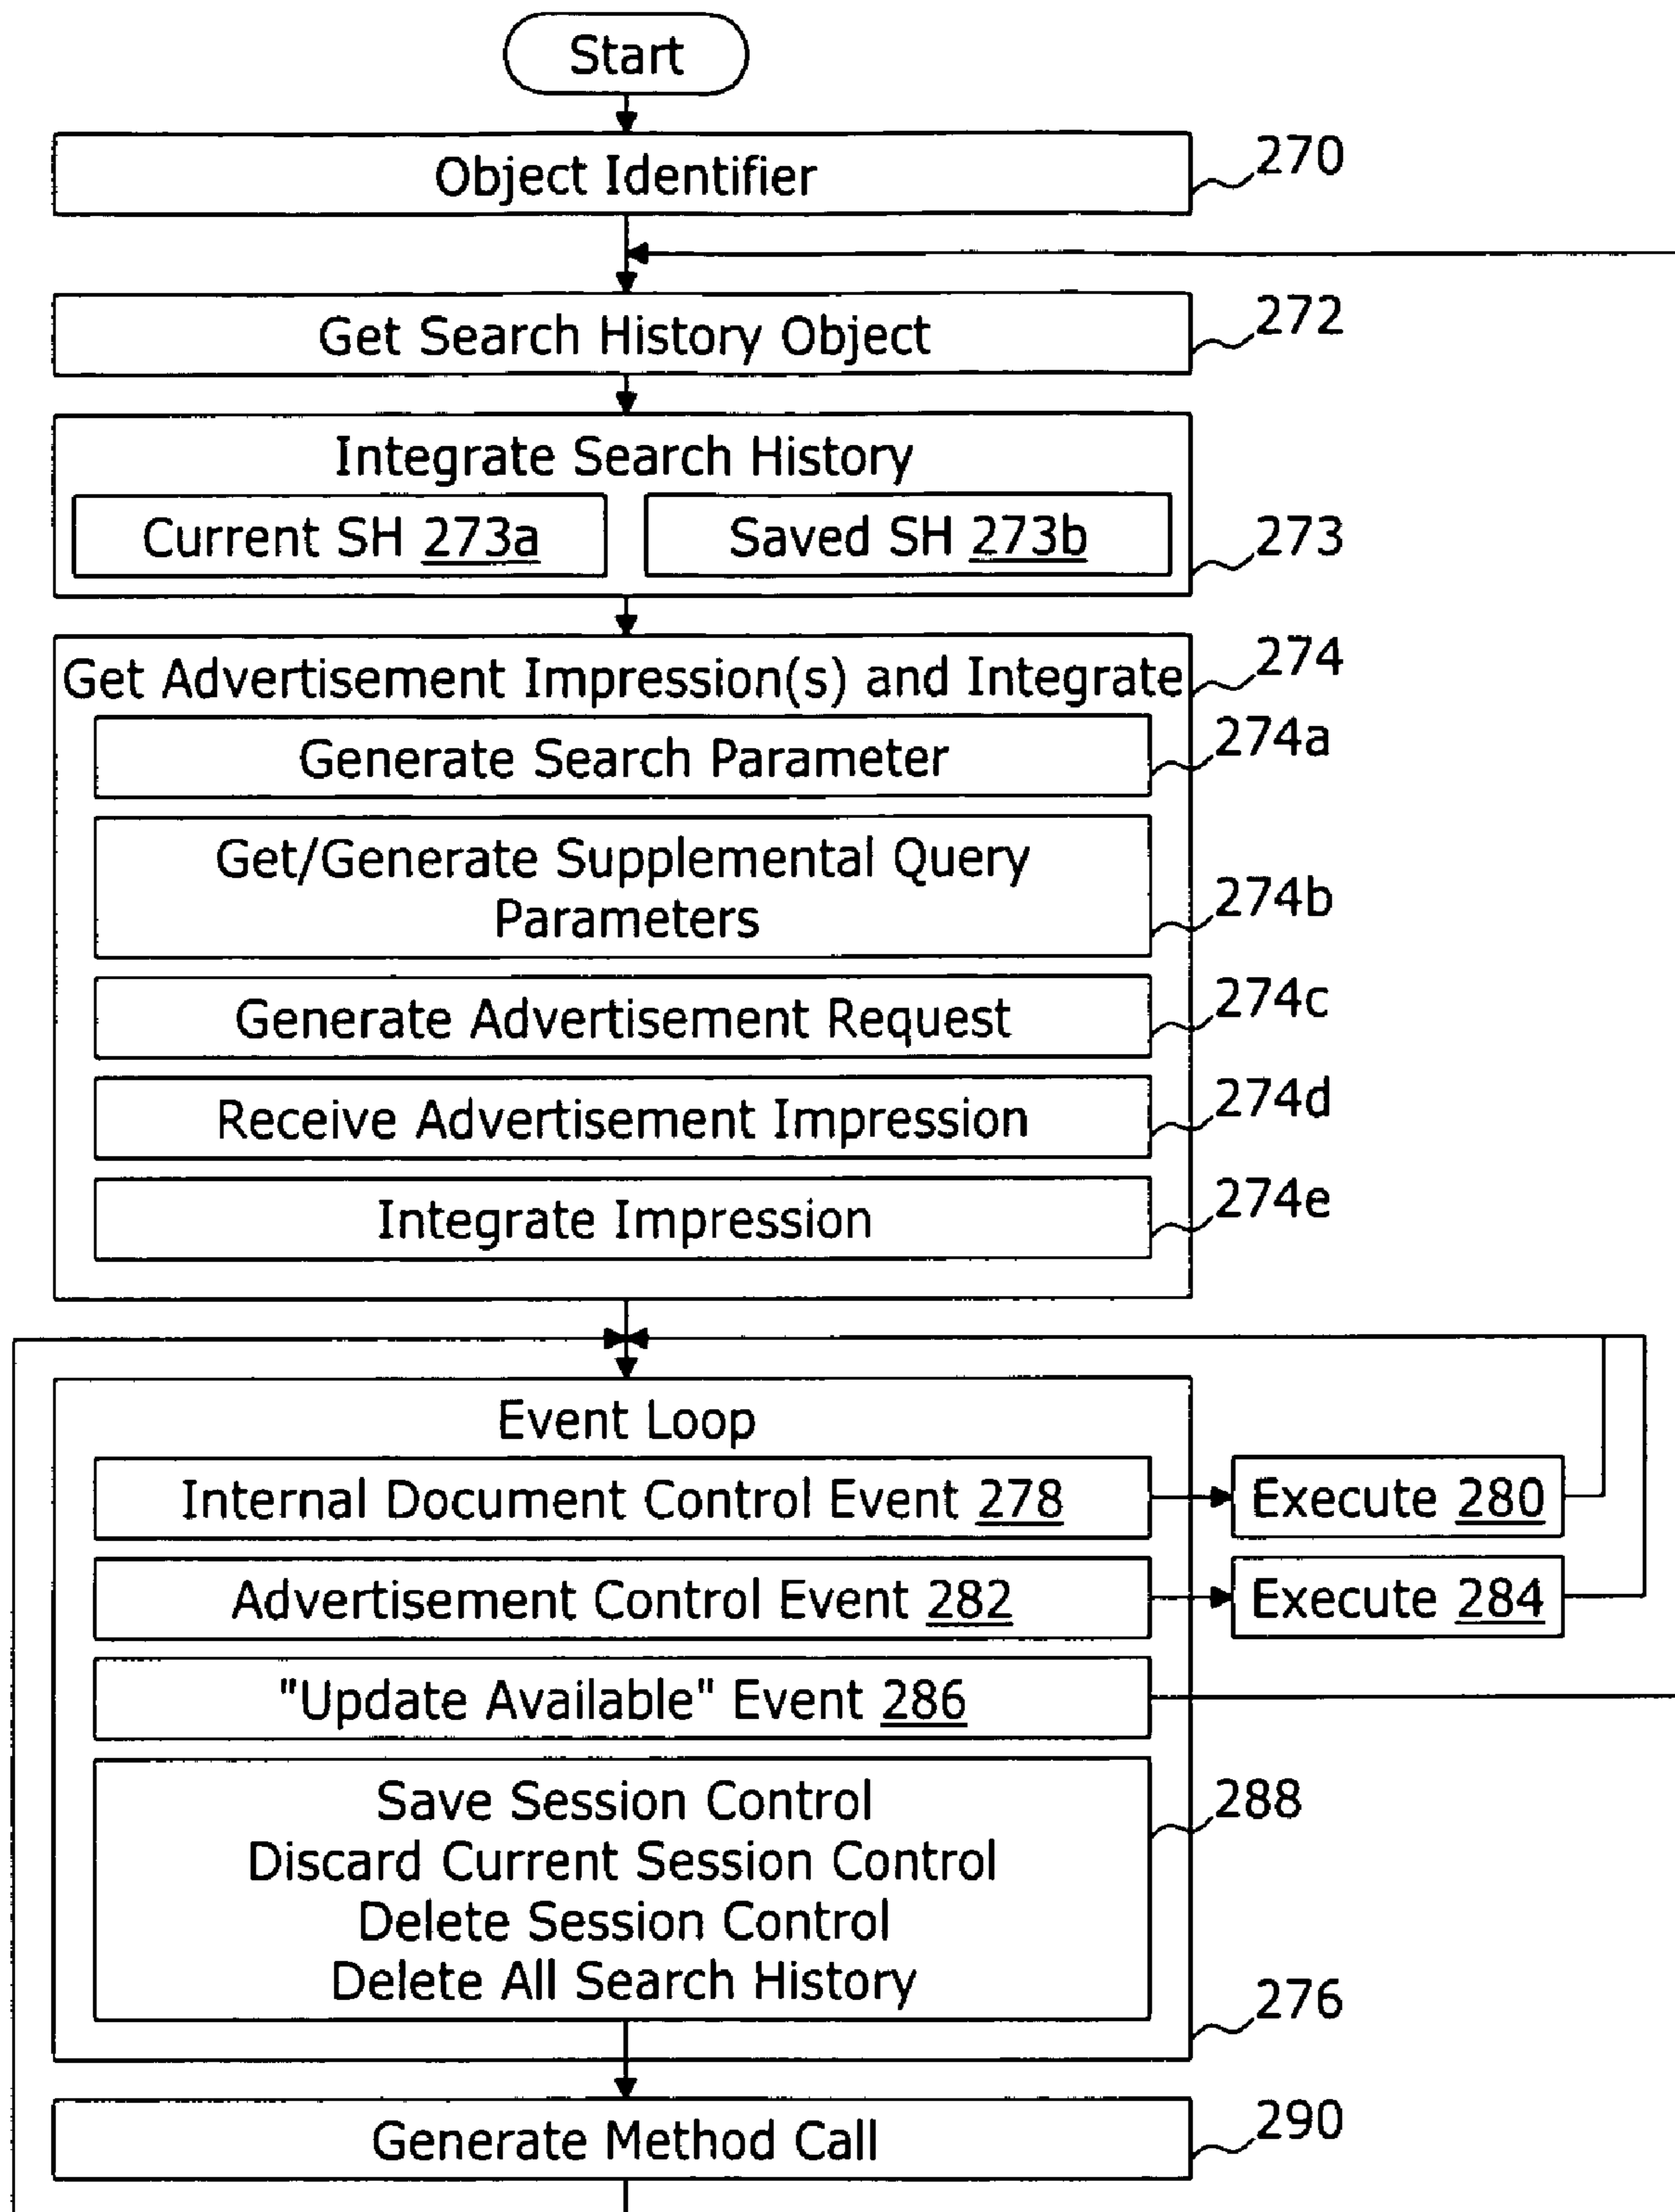 Start
Object Identifier
270
Get Search History Object
272
Integrate Search History
Current SH 273a
Saved SH 273b
273
Get Advertisement Impression(s) and Integrate
274
Generate Search Parameter
274a
Get/Generate Supplemental Query
Parameters
274b
Generate Advertisement Request
274c
Receive Advertisement Impression
274d
Integrate Impression
274e
Event Loop
Internal Document Control Event 278
Execute 280
Advertisement Control Event 282
Execute 284
"Update Available" Event 286
Save Session Control
Discard Current Session Control
Delete Session Control
Delete All Search History
288
276
Generate Method Call
290